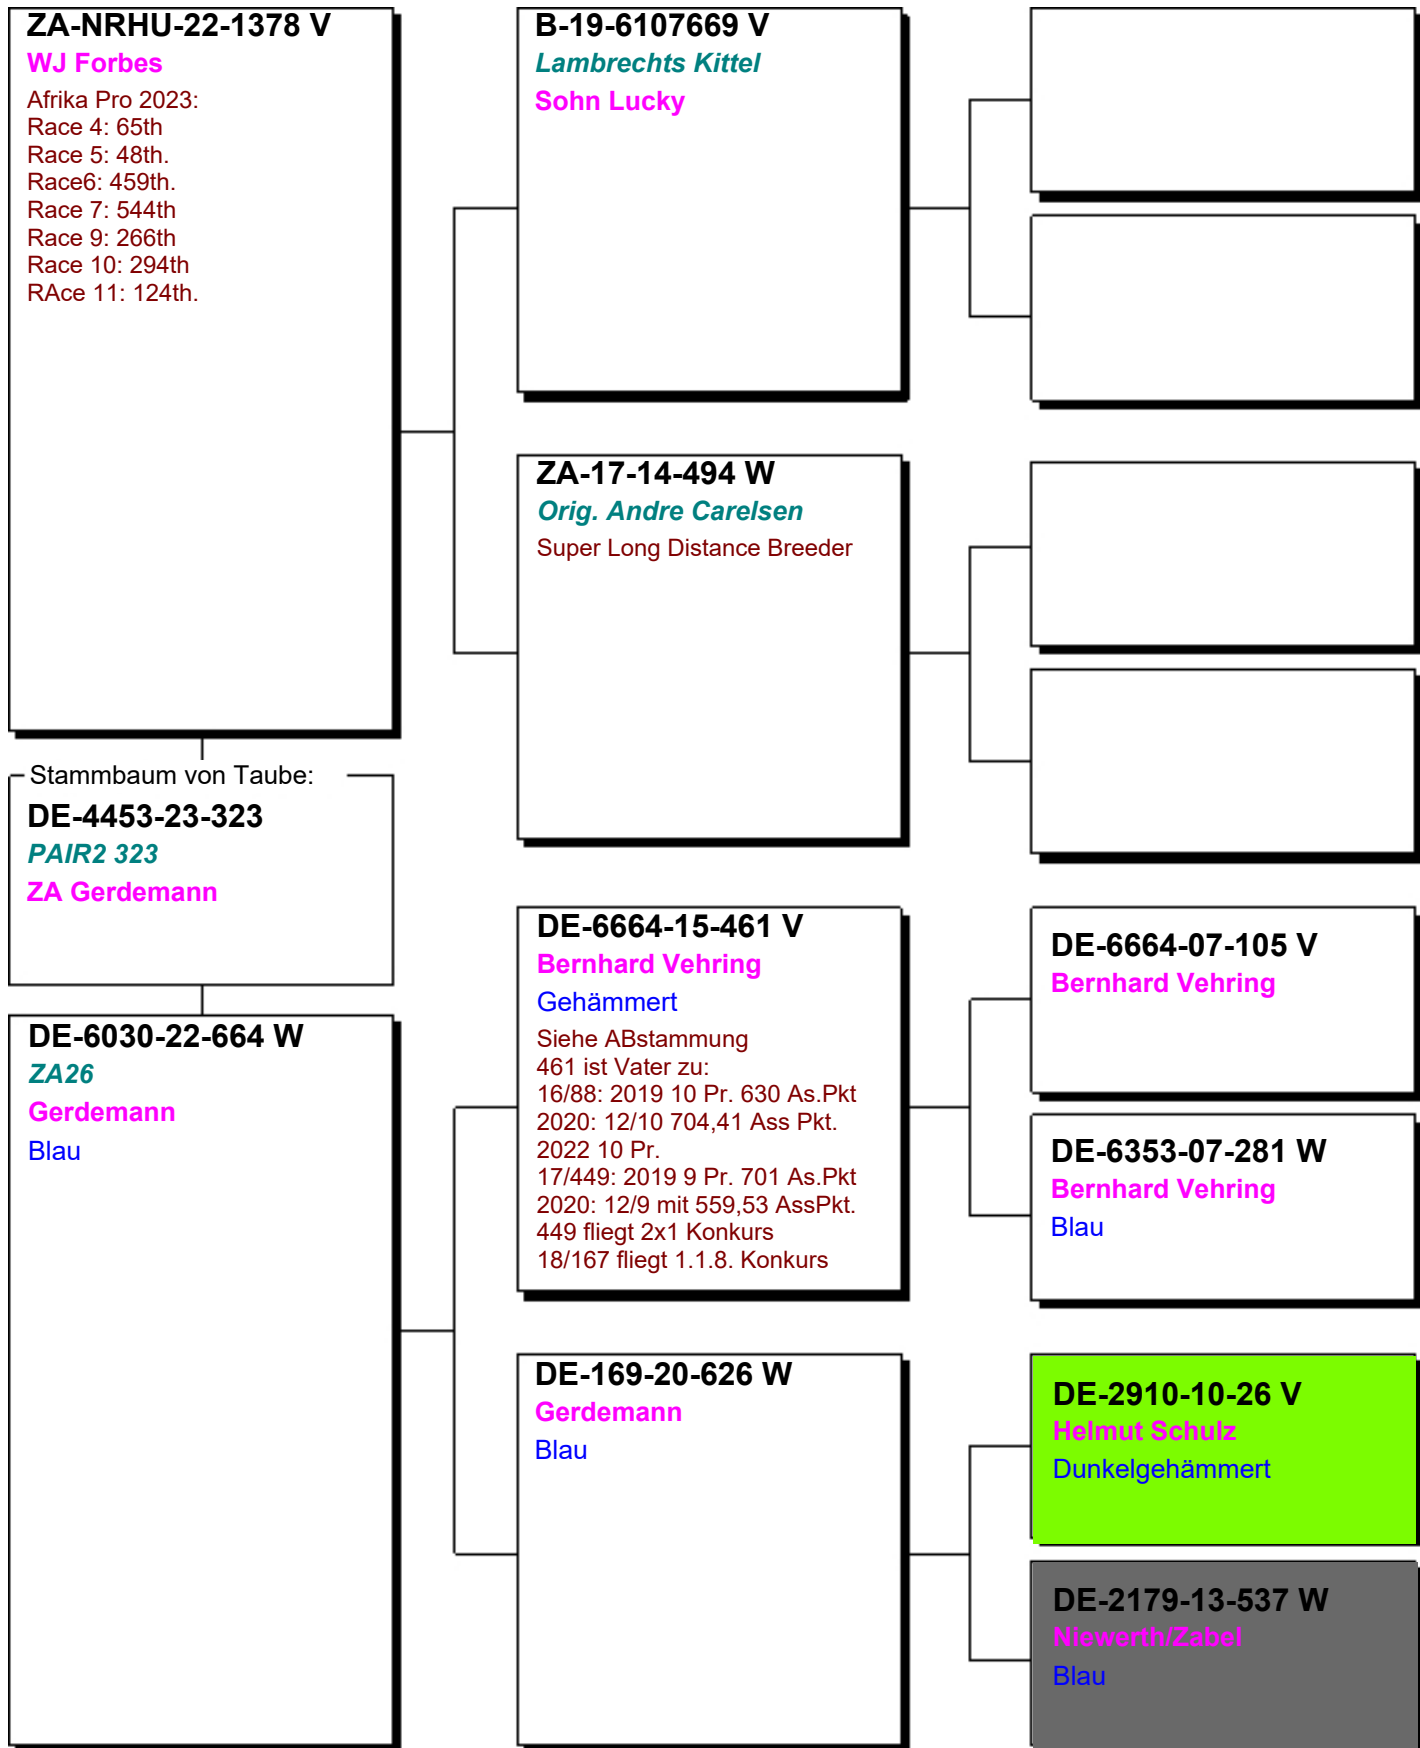 ZA-NRHU-22-1378 V
WJ Forbes
Afrika Pro 2023:
Race 4: 65th
Race 5: 48th.
Race6: 459th.
Race 7: 544th
Race 9: 266th
Race 10: 294th
RAce 11: 124th.
Stammbaum von Taube:
DE-4453-23-323
PAIR2 323
ZA Gerdemann
DE-6030-22-664 W
ZA26
Gerdemann
Blau
B-19-6107669 V
Lambrechts Kittel
Sohn Lucky
ZA-17-14-494 W
Orig. Andre Carelsen
Super Long Distance Breeder
DE-6664-15-461 V
Bernhard Vehring
Gehämmert
Siehe ABstammung
461 ist Vater zu:
16/88: 2019 10 Pr. 630 As.Pkt
2020: 12/10 704,41 Ass Pkt.
2022 10 Pr.
17/449: 2019 9 Pr. 701 As.Pkt
2020: 12/9 mit 559,53 AssPkt.
449 fliegt 2x1 Konkurs
18/167 fliegt 1.1.8. Konkurs
DE-169-20-626 W
Gerdemann
Blau
DE-6664-07-105 V
Bernhard Vehring
DE-6353-07-281 W
Bernhard Vehring
Blau
DE-2910-10-26 V
Helmut Schulz
Dunkelgehämmert
DE-2179-13-537 W
Niewerth/Zabel
Blau